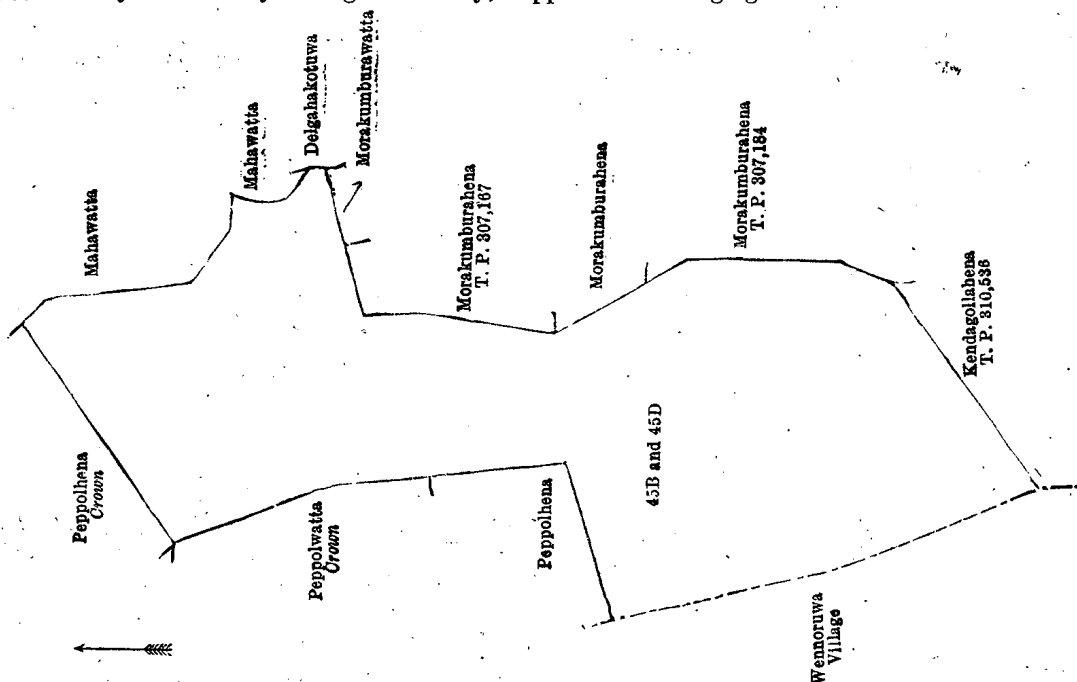 Mahawatta
Mahawatta
Delgahakotuwa
Morakumburawatta
Morakumburahena
T. P. 307,167
Morakumburahena
Morakumburahena
T. P. 307,184
Kendagollahena
T. P. 310,536
Peppolhena
Crown
Peppolwatta
Crown
Peppolhena
45B and 45D
Wennoruwa
Village